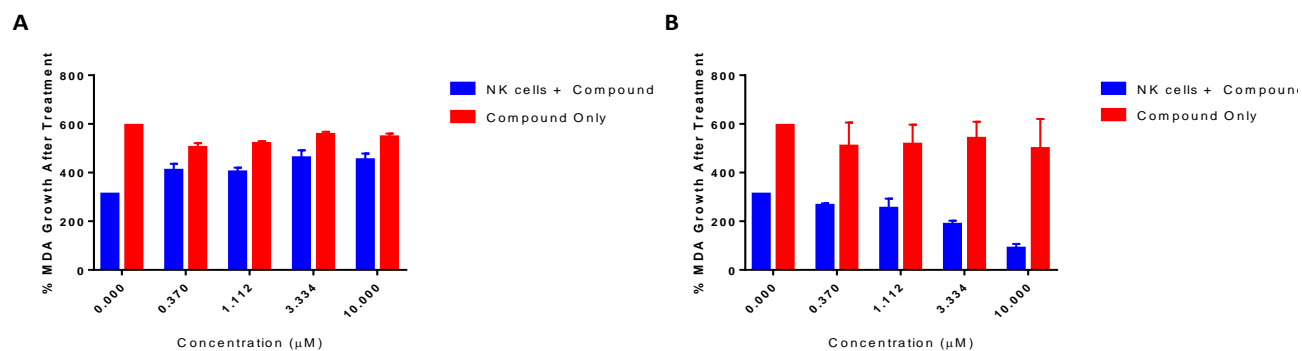 A
% MDA Growth After Treatment
800
600
400
200
0
0.000
0.370
1.112
3.334
10.000
Concentration (µM)
NK cells + Compound
Compound Only
B
% MDA Growth After Treatment
800
600
400
200
0
0.000
0.370
1.112
3.334
10.000
Concentration (µM)
NK cells + Compoun
Compound Only